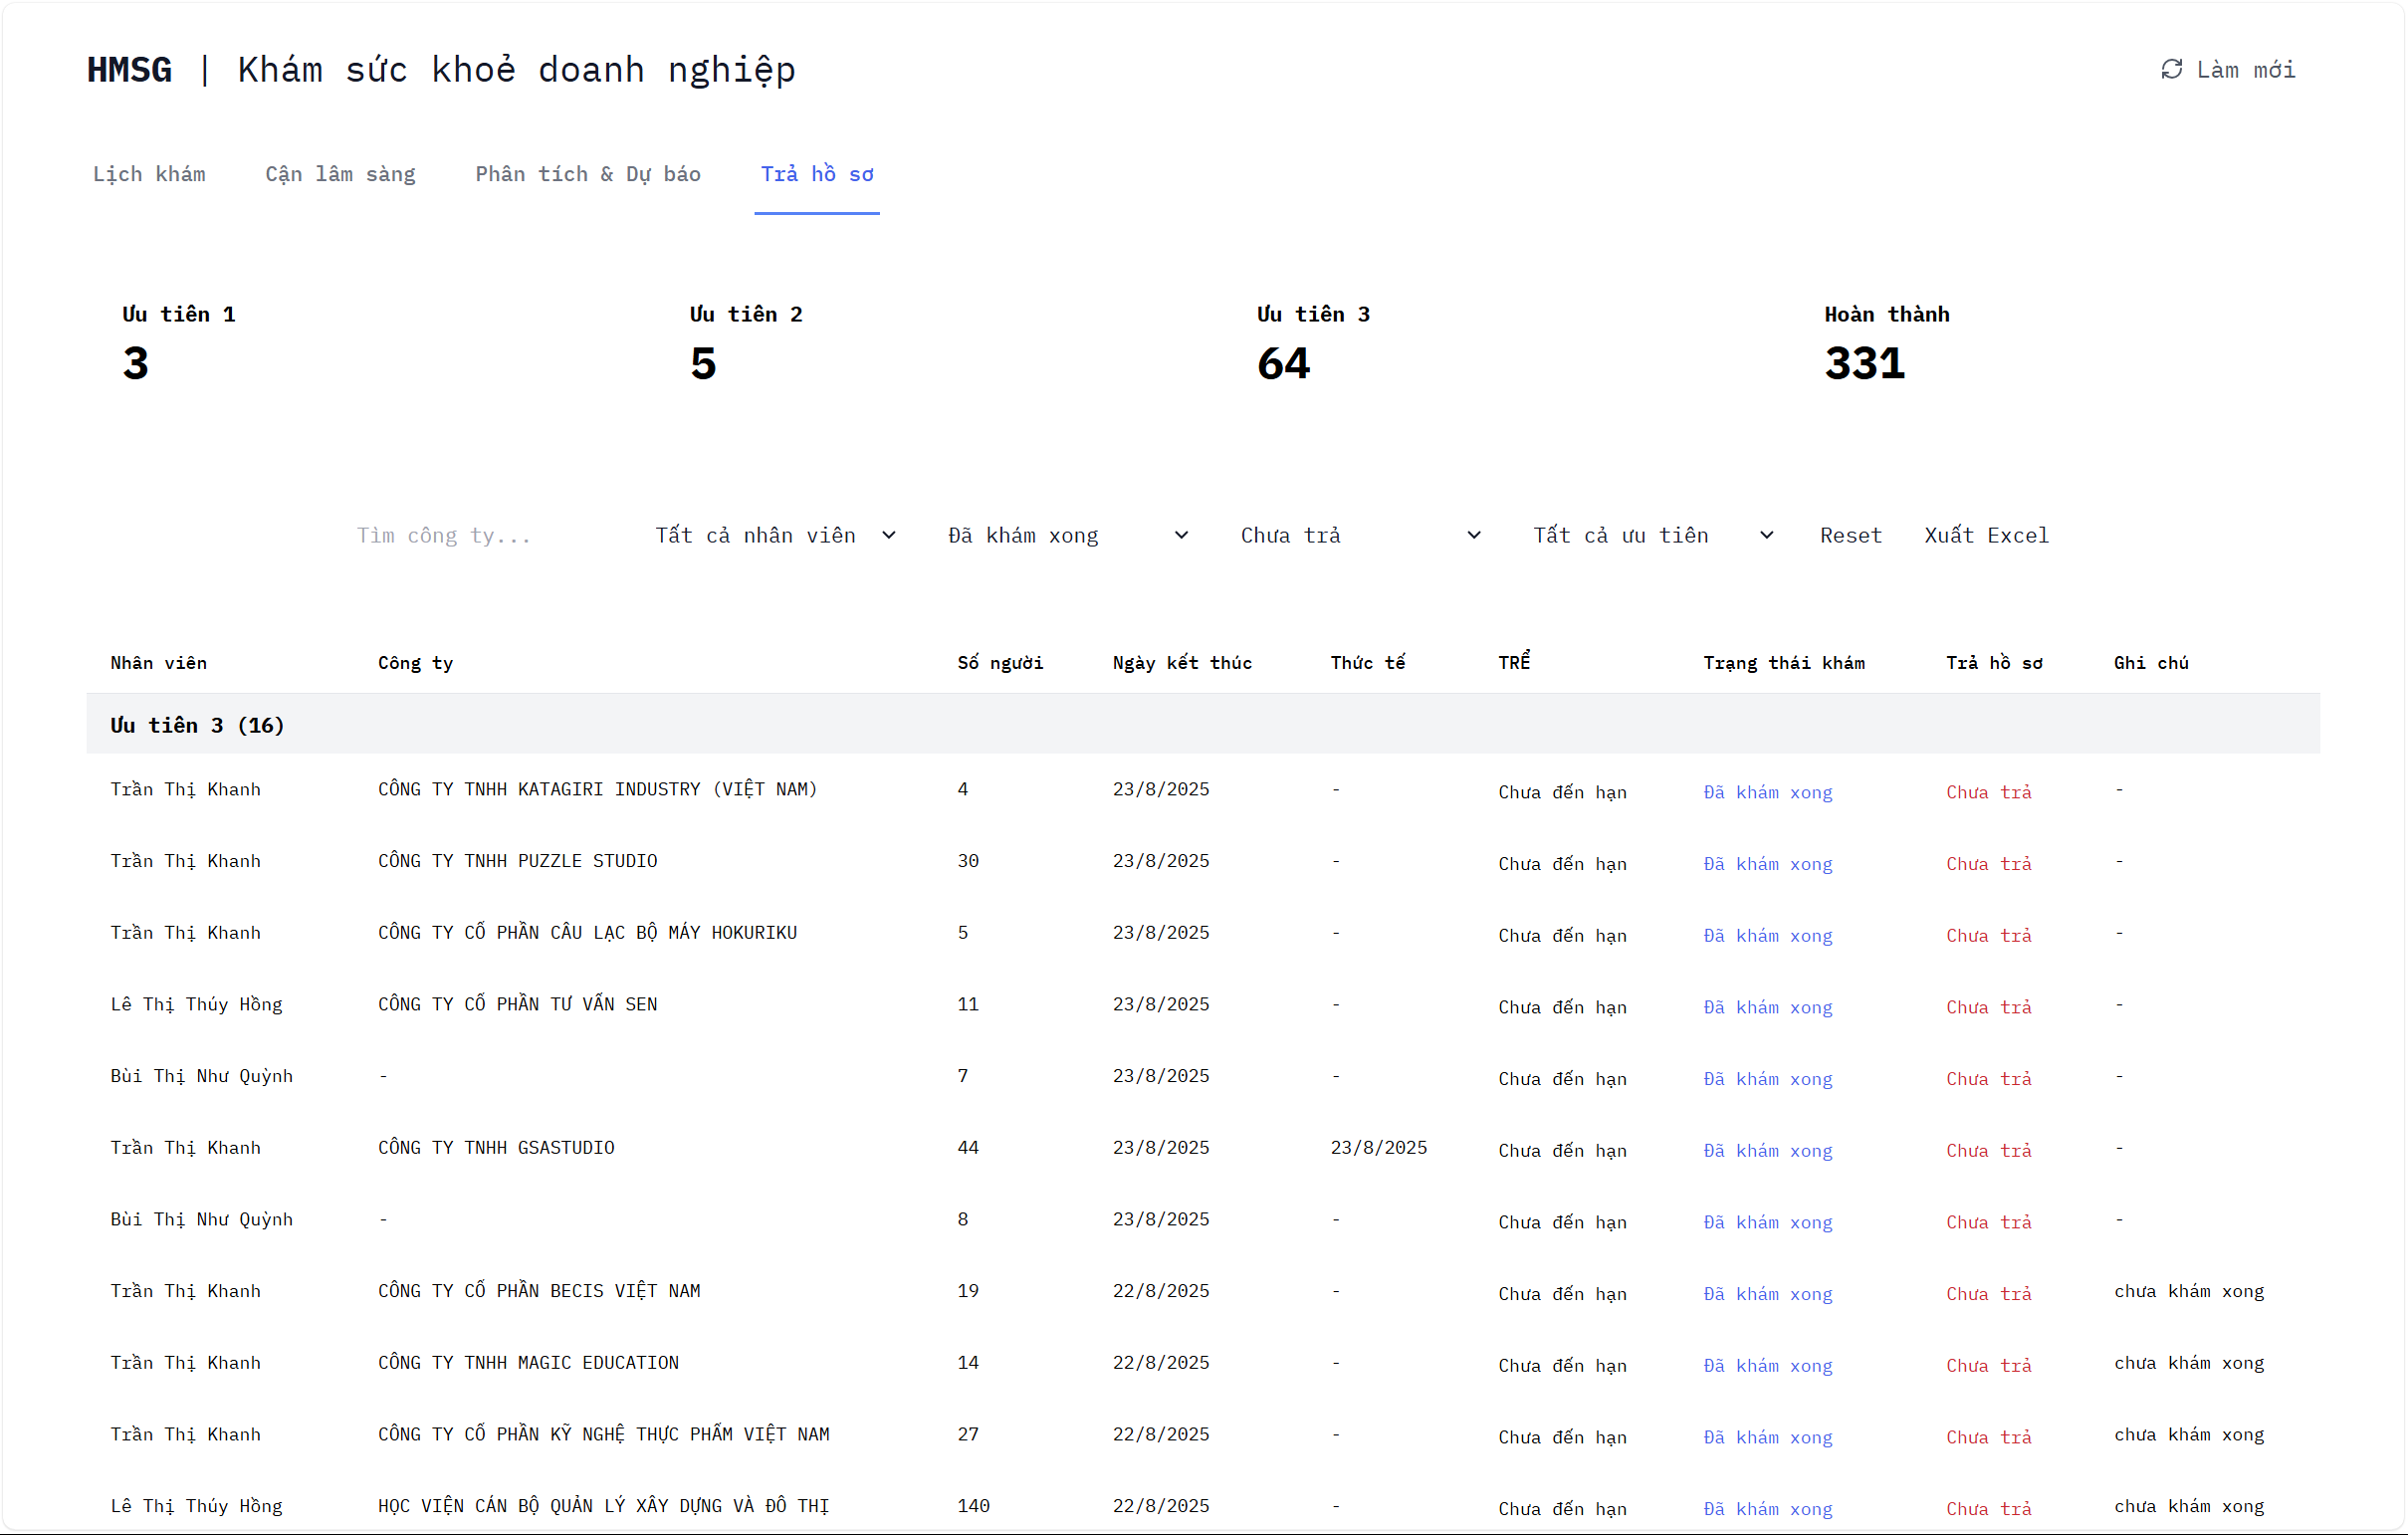 HMSG | Khám sức khoẻ doanh nghiệp
Làm mới
Lịch khám Cận lâm sàng Phân tích & Dự báo Trả hồ sơ
Ưu tiên 1 Ưu tiên 2 Ưu tiên 3 Hoàn thành
3 5 64 331
Tìm công ty... Tất cả nhân viên Đã khám xong Chưa trả Tất cả ưu tiên Reset Xuất Excel
Nhân viên Công ty Số người Ngày kết thúc Thức tế TRỂ Trạng thái khám Trả hồ sơ Ghi chú
Ưu tiên 3 (16)
Trần Thị Khanh CÔNG TY TNHH KATAGIRI INDUSTRY (VIỆT NAM) 4 23/8/2025 - Chưa đến hạn Đã khám xong Chưa trả -
Trần Thị Khanh CÔNG TY TNHH PUZZLE STUDIO 30 23/8/2025 - Chưa đến hạn Đã khám xong Chưa trả -
Trần Thị Khanh CÔNG TY CỔ PHẦN CÂU LẠC BỘ MÁY HOKURIKU 5 23/8/2025 - Chưa đến hạn Đã khám xong Chưa trả -
Lê Thị Thúy Hồng CÔNG TY CỔ PHẦN TƯ VẤN SEN 11 23/8/2025 - Chưa đến hạn Đã khám xong Chưa trả -
Bùi Thị Như Quỳnh - 7 23/8/2025 - Chưa đến hạn Đã khám xong Chưa trả -
Trần Thị Khanh CÔNG TY TNHH GSASTUDIO 44 23/8/2025 23/8/2025 Chưa đến hạn Đã khám xong Chưa trả -
Bùi Thị Như Quỳnh - 8 23/8/2025 - Chưa đến hạn Đã khám xong Chưa trả -
Trần Thị Khanh CÔNG TY CỔ PHẦN BECIS VIỆT NAM 19 22/8/2025 - Chưa đến hạn Đã khám xong Chưa trả chưa khám xong
Trần Thị Khanh CÔNG TY TNHH MAGIC EDUCATION 14 22/8/2025 - Chưa đến hạn Đã khám xong Chưa trả chưa khám xong
Trần Thị Khanh CÔNG TY CỔ PHẦN KỸ NGHỆ THỰC PHẨM VIỆT NAM 27 22/8/2025 - Chưa đến hạn Đã khám xong Chưa trả chưa khám xong
Lê Thị Thúy Hồng HỌC VIỆN CÁN BỘ QUẢN LÝ XÂY DỰNG VÀ ĐÔ THỊ 140 22/8/2025 - Chưa đến hạn Đã khám xong Chưa trả chưa khám xong